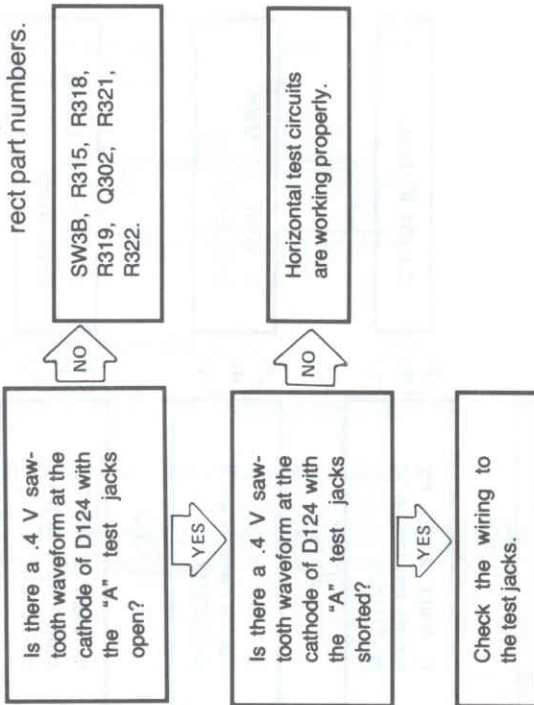 rect part numbers.
Is there a .4 V saw-
tooth waveform at the
cathode of D124 with
the "A" test jacks
open?
NO
SW3B, R315, R318,
R319, Q302, R321,
R322.
YES
Is there a .4 V saw-
tooth waveform at the
cathode of D124 with
the "A" test jacks
shorted?
NO
Horizontal test circuits
are working properly.
YES
Check the wiring to
the test jacks.